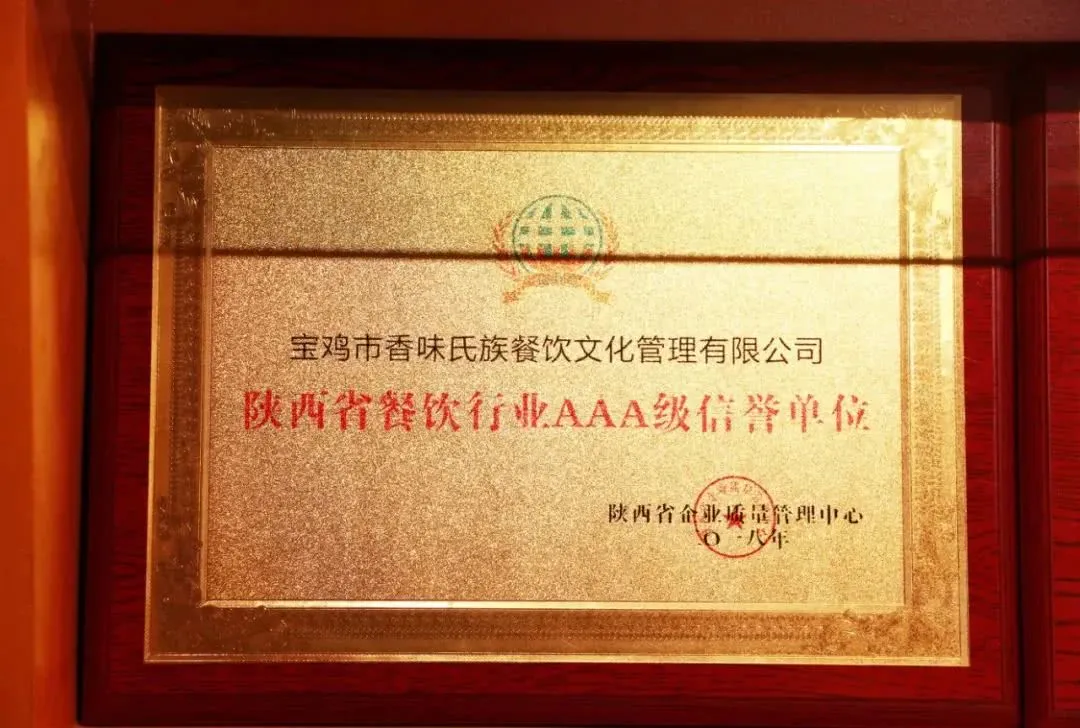 宝鸡市香味氏族餐饮文化管理有限公司
陕西省餐饮行业AAA级信誉单位
陕西省企业质量管理中心
二〇一八年